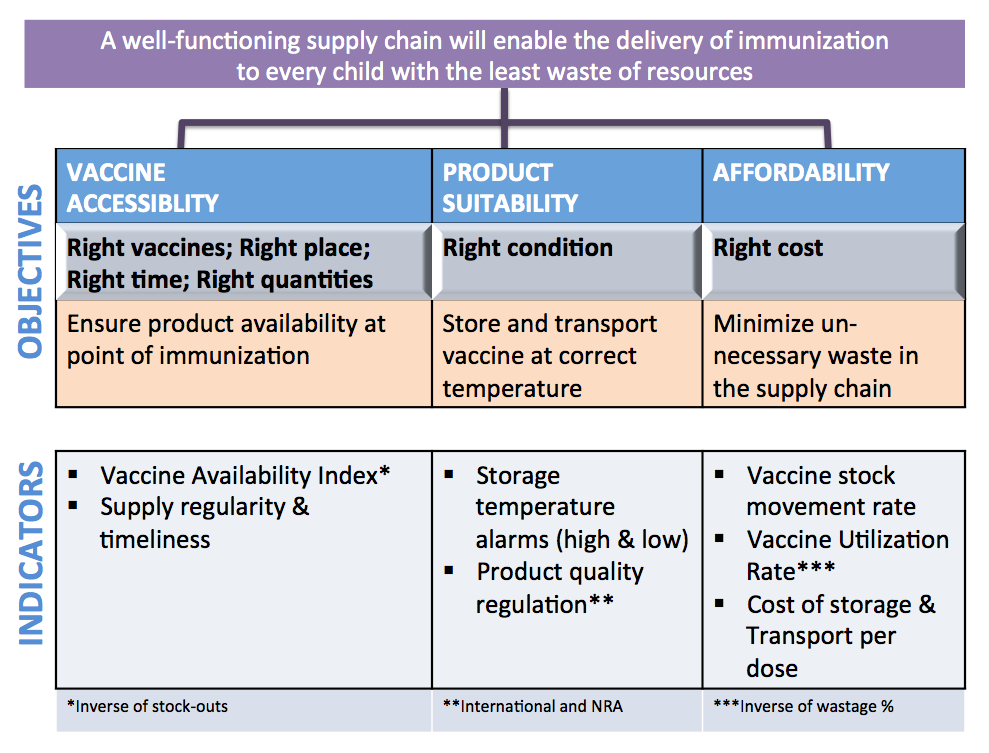 A well-functioning supply chain will enable the delivery of immunization
to every child with the least waste of resources
OBJECTIVES
VACCINE
ACCESSIBLITY
Right vaccines; Right place;
Right time; Right quantities
Ensure product availability at
point of immunization
PRODUCT
SUITABILITY
Right condition
Store and transport
vaccine at correct
temperature
AFFORDABILITY
Right cost
Minimize un-
necessary waste in
the supply chain
INDICATORS
▪ Vaccine Availability Index*
▪ Supply regularity &
timeliness
*Inverse of stock-outs
▪ Storage
temperature
alarms (high & low)
▪ Product quality
regulation**
**International and NRA
▪ Vaccine stock
movement rate
▪ Vaccine Utilization
Rate***
▪ Cost of storage &
Transport per
dose
***Inverse of wastage %